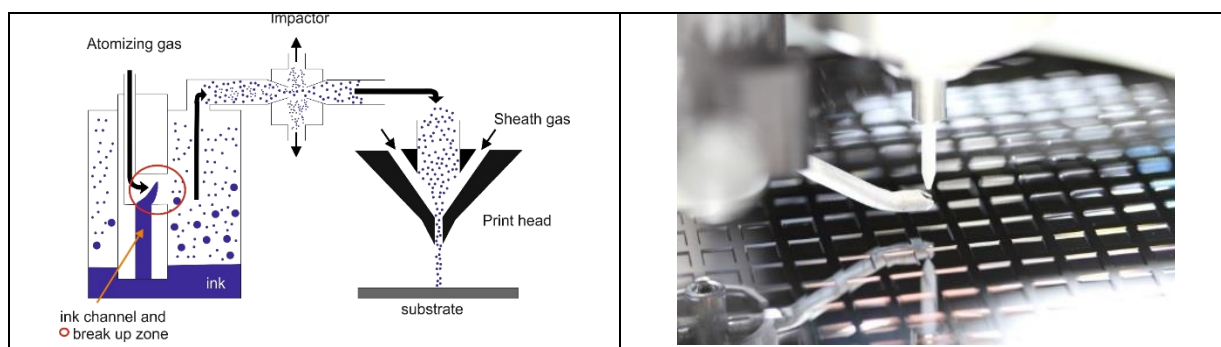 Impactor
Atomizing gas
Sheath gas
Print head
ink
substrate
ink channel and
break up zone